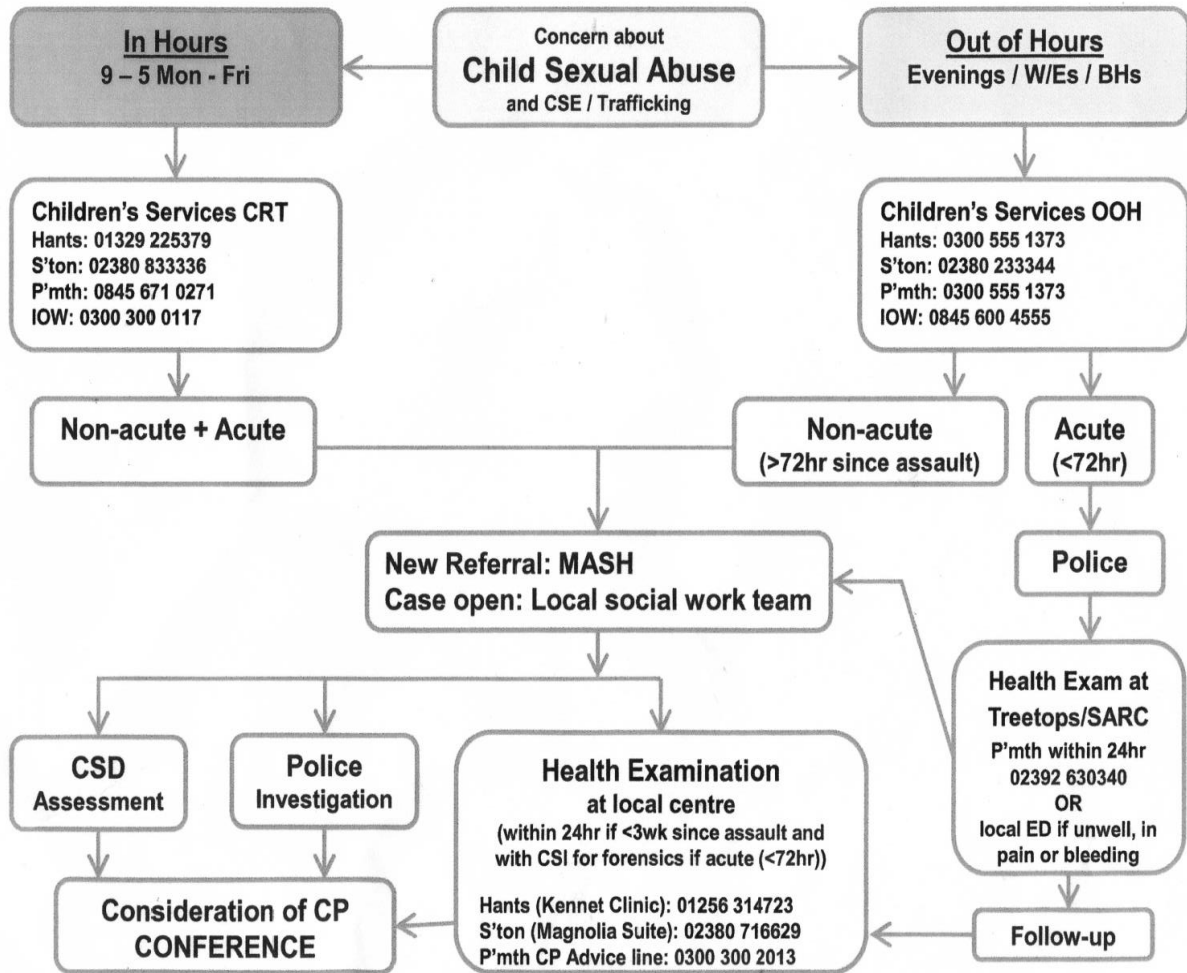 In Hours
9 – 5 Mon - Fri
Concern about
Child Sexual Abuse
and CSE / Trafficking
Out of Hours
Evenings / W/Es / BHs
Children's Services CRT
Hants: 01329 225379
S'ton: 02380 833336
P'mth: 0845 671 0271
IOW: 0300 300 0117
Children's Services OOH
Hants: 0300 555 1373
S'ton: 02380 233344
P'mth: 0300 555 1373
IOW: 0845 600 4555
Non-acute + Acute
Non-acute
(>72hr since assault)
Acute
(<72hr)
Police
New Referral: MASH
Case open: Local social work team
Health Exam at
Treetops/SARC
P'mth within 24hr
02392 630340
OR
local ED if unwell, in
pain or bleeding
CSD
Assessment
Police
Investigation
Health Examination
at local centre
(within 24hr if <3wk since assault and
with CSI for forensics if acute (<72hr))
Hants (Kennet Clinic): 01256 314723
S'ton (Magnolia Suite): 02380 716629
P'mth CP Advice line: 0300 300 2013
Consideration of CP
CONFERENCE
Follow-up